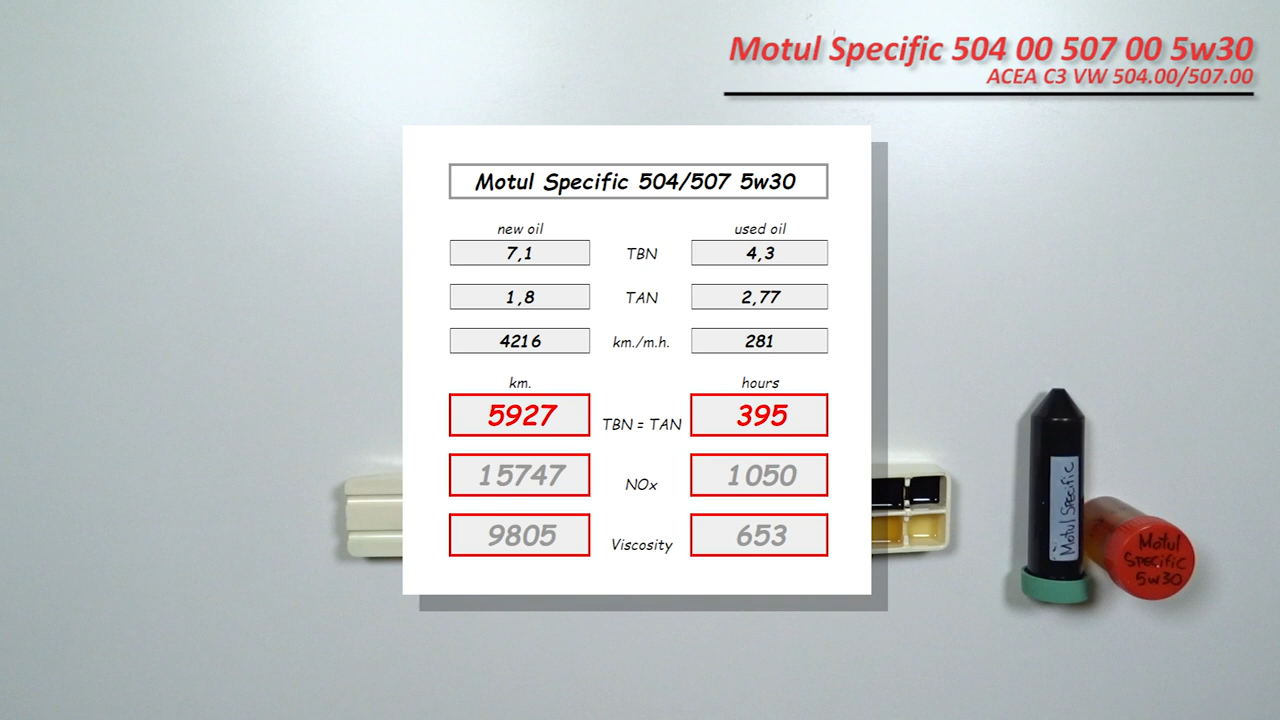 Motul Specific 504 00 507 00 5w30
ACEA C3 VW 504.00/507.00
Motul Specific 504/507 5w30
new oil used oil
7,1 TBN 4,3
1,8 TAN 2,77
4216 km./m.h. 281
km. hours
5927 TBN = TAN 395
15747 NOx 1050
9805 Viscosity 653
Motul Specific
Motul
Specific
5w30